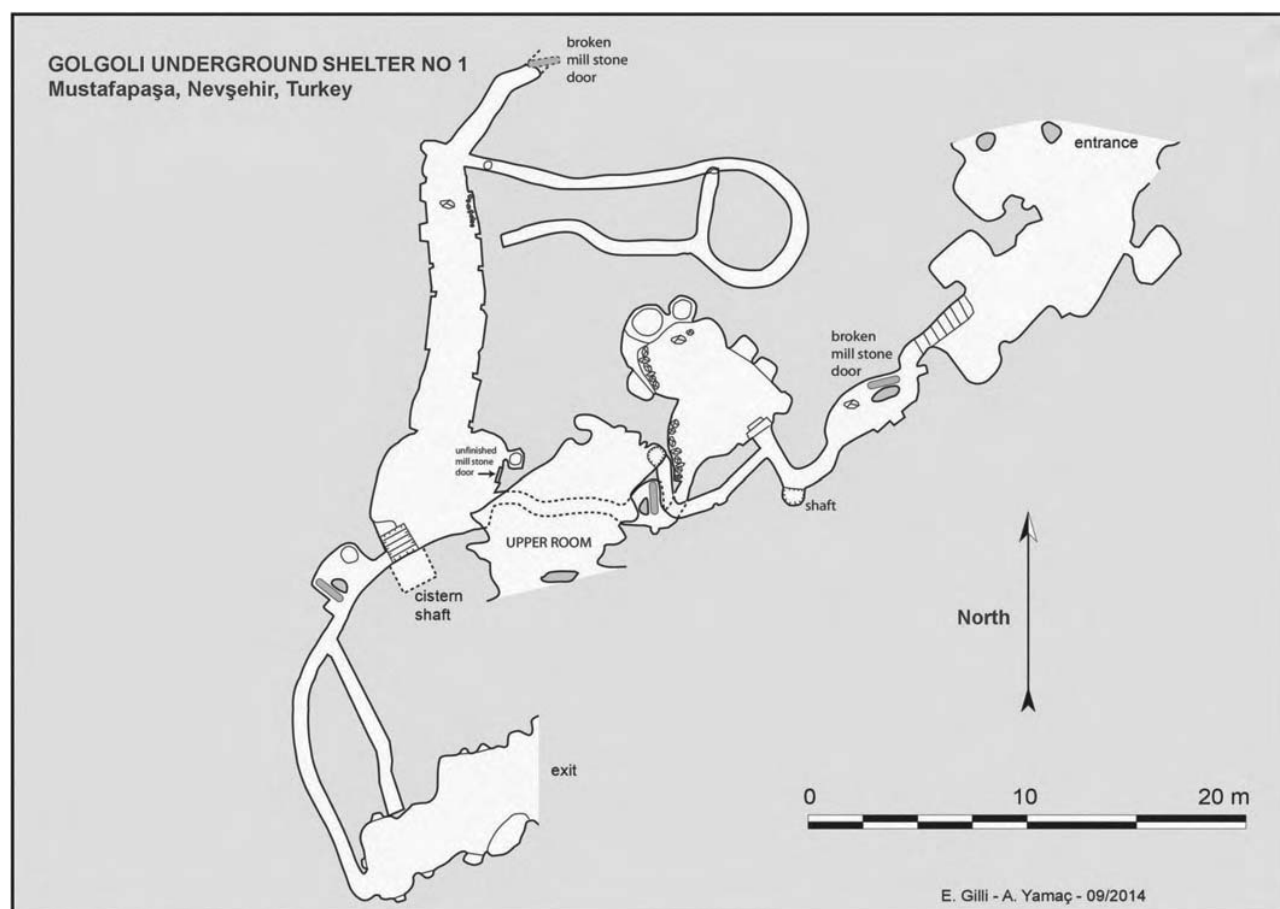 GOLGOLI UNDERGROUND SHELTER NO 1
Mustafapaşa, Nevşehir, Turkey
broken
mill stone
door
entrance
broken
mill stone
door
unfinished
mill stone
door
shaft
UPPER ROOM
cistern
shaft
North
exit
0 10 20 m
E. Gilli - A. Yamaç - 09/2014